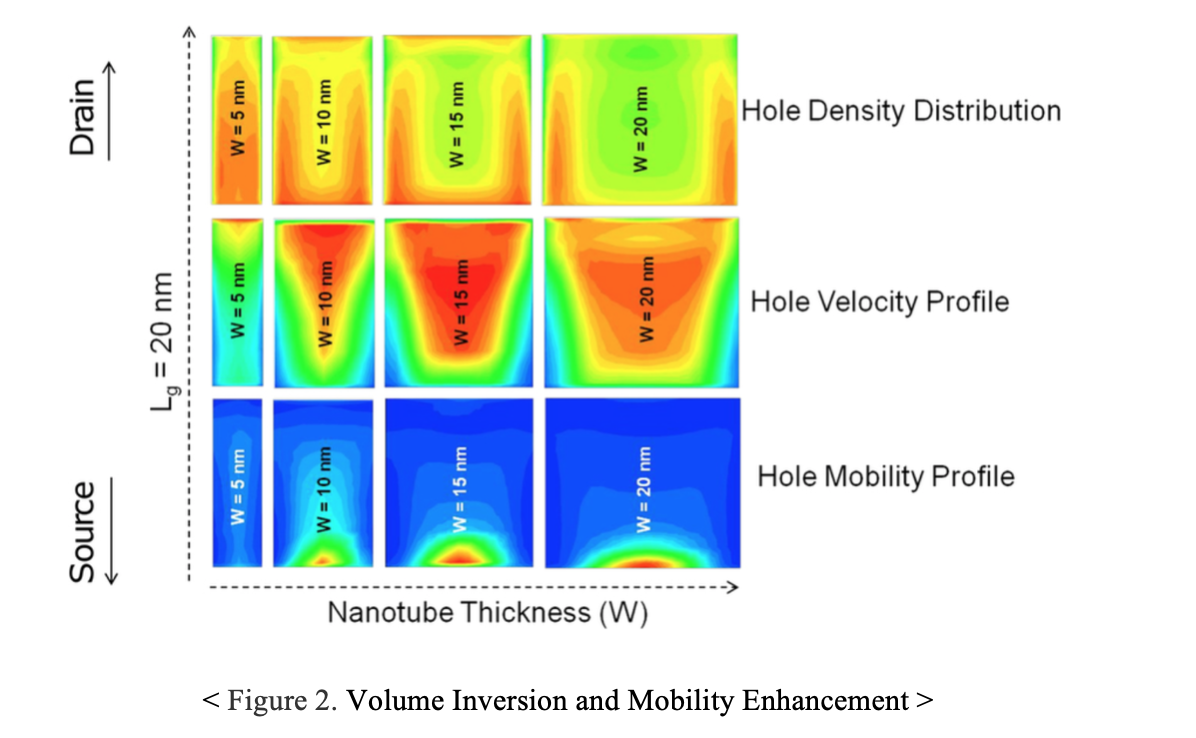 Drain
W = 5 nm
W = 10 nm
W = 15 nm
W = 20 nm
Hole Density Distribution
Lg = 20 nm
W = 5 nm
W = 10 nm
W = 15 nm
W = 20 nm
Hole Velocity Profile
Source
W = 5 nm
W = 10 nm
W = 15 nm
W = 20 nm
Hole Mobility Profile
Nanotube Thickness (W)
< Figure 2. Volume Inversion and Mobility Enhancement >